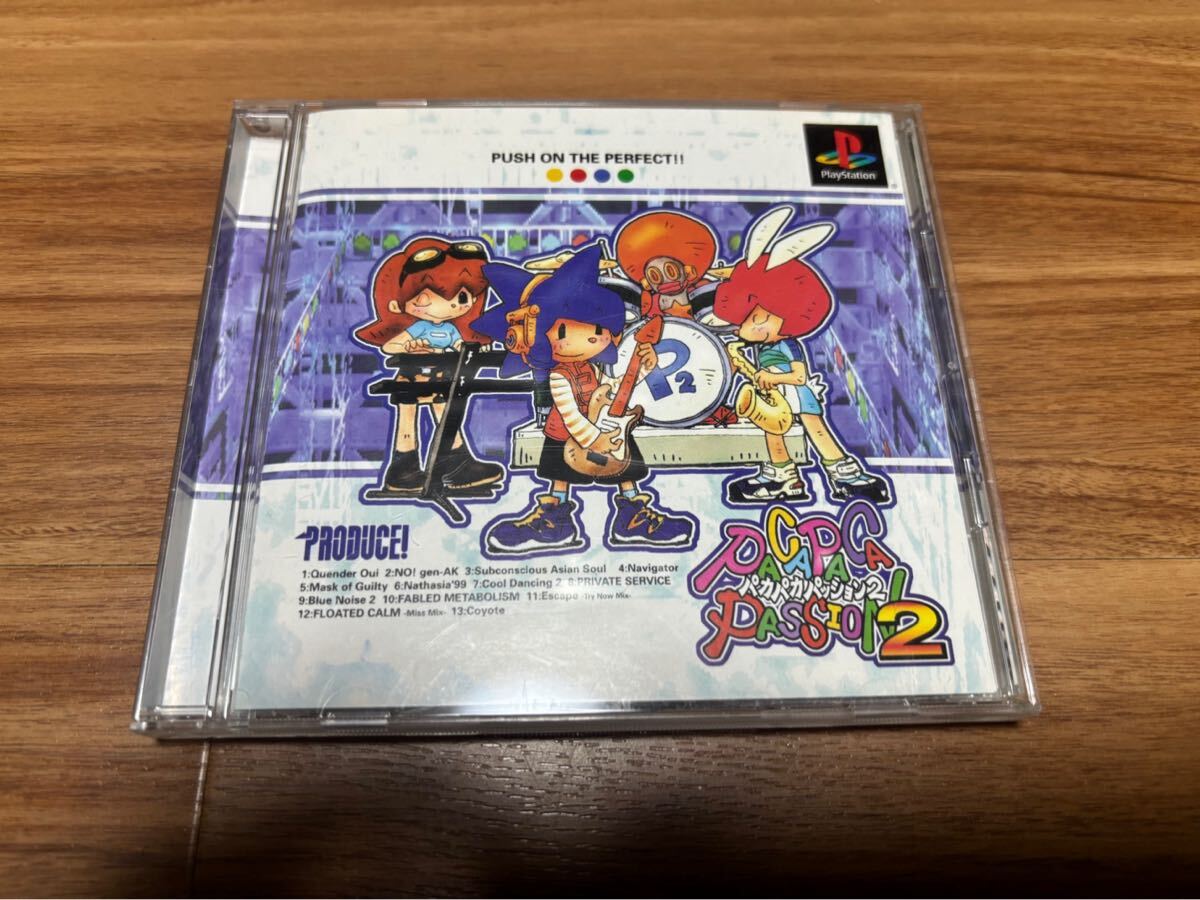 PUSH ON THE PERFECT!!
PlayStation
P2
PRODUCE!
1:Quender Oui 2:NO! gen-AK 3:Subconscious Asian Soul 4:Navigator
5:Mask of Guilty 6:Nathasia'99 7:Cool Dancing 2 8:PRIVATE SERVICE
9:Blue Noise 2 10:FABLED METABOLISM 11:Escape -Try Now Mix-
12:FLOATED CALM -Miss Mix- 13:Coyote
PACAPACA
パカパカパッション2
PASSION!2